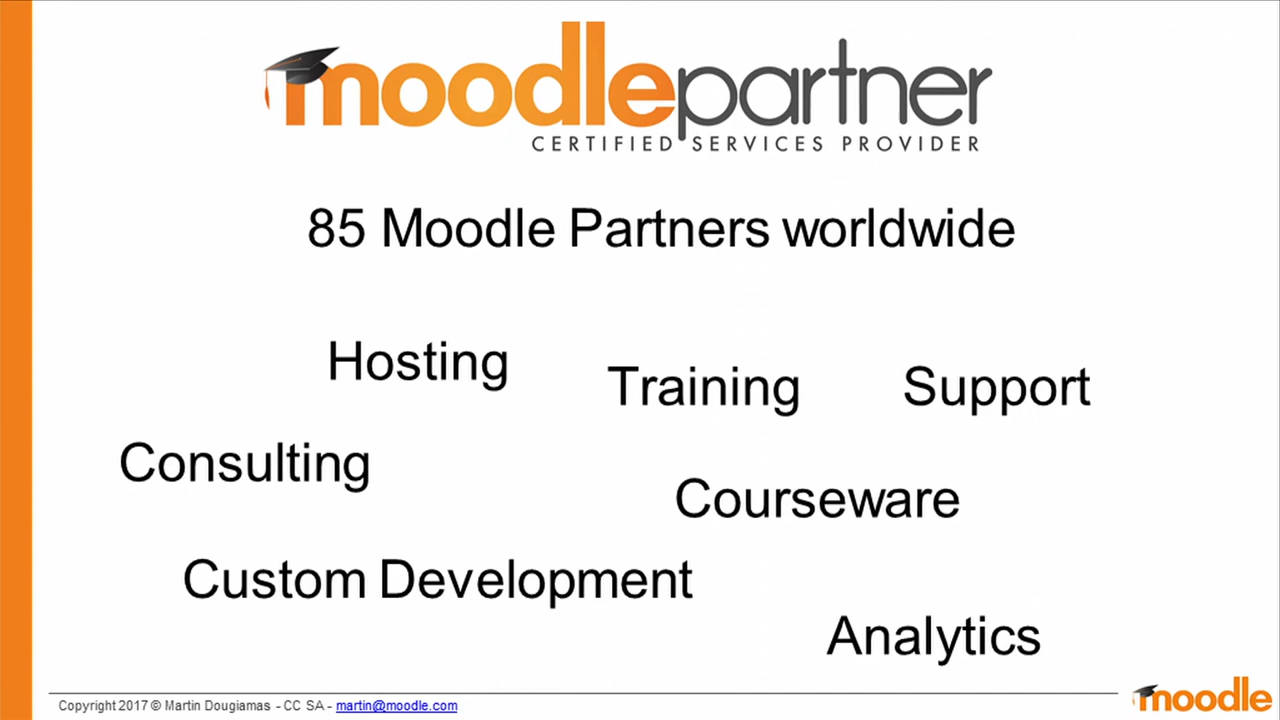 moodlepartner
CERTIFIED SERVICES PROVIDER
85 Moodle Partners worldwide
Hosting
Training
Support
Consulting
Courseware
Custom Development
Analytics
Copyright 2017 © Martin Dougiamas - CC SA - martin@moodle.com
moodle